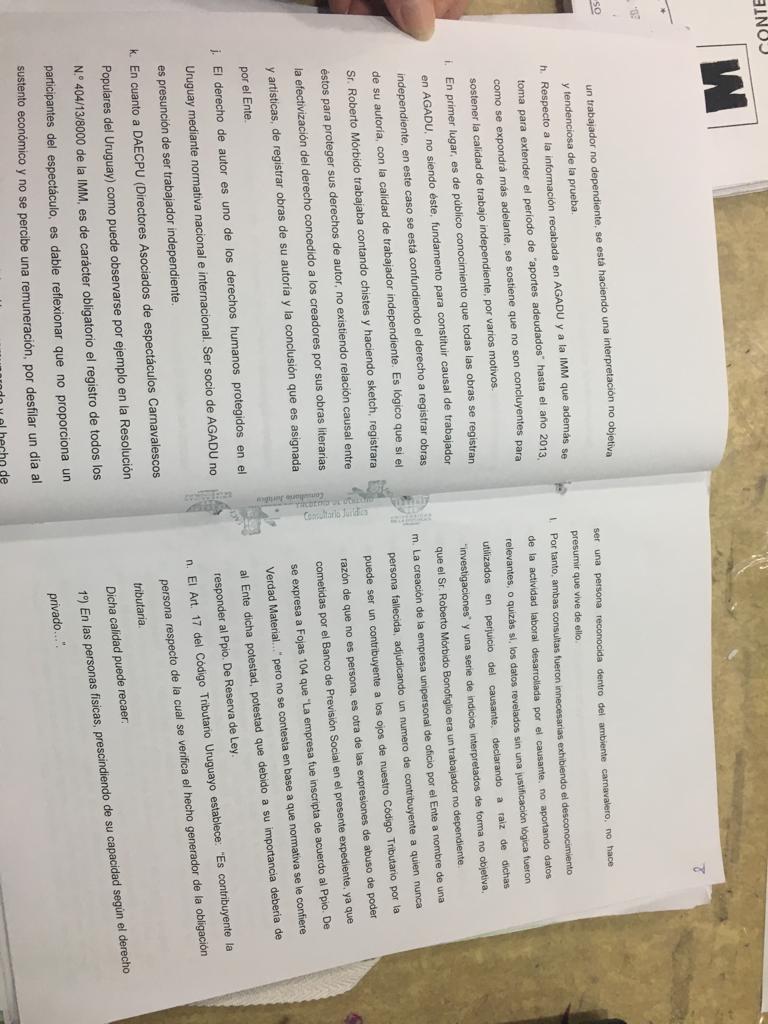 CONTE
M
un trabajador no dependiente, se está haciendo una interpretación no objetiva
y tendenciosa de la prueba.
h. Respecto a la información recabada en AGADU y a la IMM que además se
toma para extender el período de “aportes adeudados” hasta el año 2013,
como se expondrá más adelante, se sostiene que no son concluyentes para
sostener la calidad de trabajo independiente, por varios motivos.
i. En primer lugar, es de público conocimiento que todas las obras se registran
en AGADU, no siendo éste, fundamento para constituir causal de trabajador
independiente, en este caso se está confundiendo el derecho a registrar obras
de su autoría, con la calidad de trabajador independiente. Es lógico que si el
Sr. Roberto Mórbido trabajaba contando chistes y haciendo sketch, registrara
éstos para proteger sus derechos de autor, no existiendo relación causal entre
la efectivización del derecho concedido a los creadores por sus obras literarias
y artísticas, de registrar obras de su autoría y la conclusión que es asignada
por el Ente.
j. El derecho de autor es uno de los derechos humanos protegidos en el
Uruguay mediante normativa nacional e internacional. Ser socio de AGADU no
es presunción de ser trabajador independiente.
k. En cuanto a DAECPU (Directores Asociados de espectáculos Carnavalescos
Populares del Uruguay) como puede observarse por ejemplo en la Resolución
N.º 404/13/8000 de la IMM, es de carácter obligatorio el registro de todos los
participantes del espectáculo, es dable reflexionar que no proporciona un
sustento económico y no se percibe una remuneración, por desfilar un día al
y el hecho de
ser una persona reconocida dentro del ambiente carnavalero, no hace
presumir que vive de ello.
l. Por tanto, ambas consultas fueron innecesarias exhibiendo el desconocimiento
de la actividad laboral desarrollada por el causante, no aportando datos
relevantes, o quizás sí, los datos revelados sin una justificación lógica fueron
utilizados en perjuicio del causante, declarando a raíz de dichas
“investigaciones” y una serie de indicios interpretados de forma no objetiva,
que el Sr. Roberto Mórbido Bonofiglio era un trabajador no dependiente.
m. La creación de la empresa unipersonal de oficio por el Ente a nombre de una
persona fallecida, adjudicando un numero de contribuyente a quien nunca
puede ser un contribuyente a los ojos de nuestro Código Tributario por la
razón de que no es persona, es otra de las expresiones de abuso de poder
cometidas por el Banco de Previsión Social en el presente expediente, ya que
se expresa a Fojas 104 que “La empresa fue inscripta de acuerdo al Ppio. De
Verdad Material...” pero no se contesta en base a que normativa se le confiere
al Ente dicha potestad, potestad que debido a su importancia debería de
responder al Ppio. De Reserva de Ley.
n. El Art. 17 del Código Tributario Uruguayo establece: “Es contribuyente la
persona respecto de la cual se verifica el hecho generador de la obligación
tributaria.
Dicha calidad puede recaer:
1º) En las personas físicas, prescindiendo de su capacidad según el derecho
privado...”.
Consultorio Jurídico